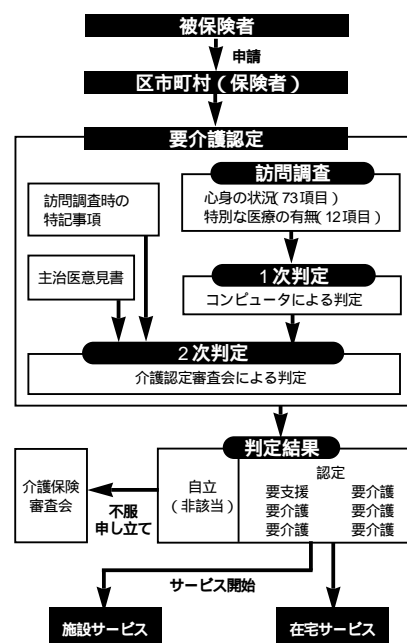 被保険者
申請
区市町村（保険者）
要介護認定
訪問調査
心身の状況(73項目)
特別な医療の有無(12項目)
訪問調査時の
特記事項
主治医意見書
1次判定
コンピュータによる判定
2次判定
介護認定審査会による判定
判定結果
介護保険
審査会
不服
申し立て
自立
（非該当）
認定
要支援 要介護
要介護 要介護
要介護 要介護
サービス開始
施設サービス
在宅サービス